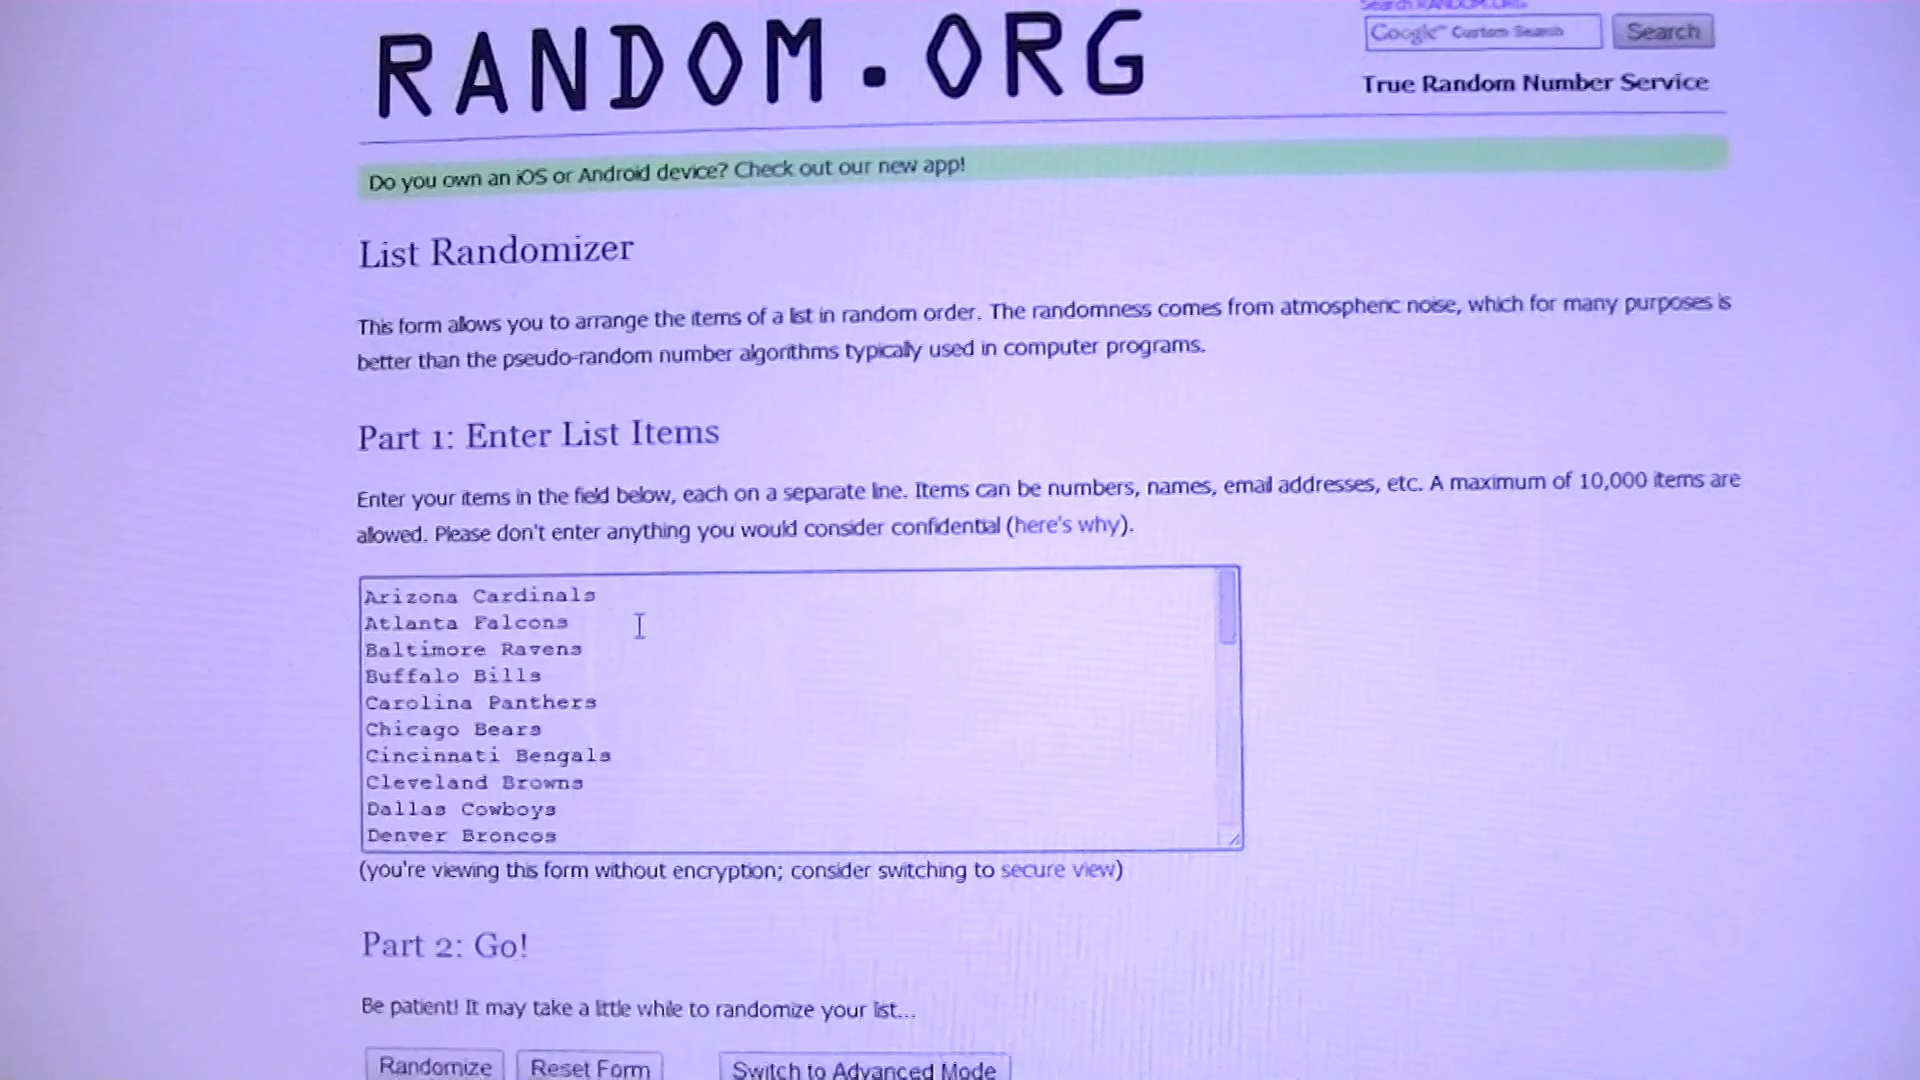 Search RANDOM.ORG
RANDOM.ORG
Google™ Custom Search
Search
True Random Number Service
Do you own an iOS or Android device? Check out our new app!
List Randomizer
This form allows you to arrange the items of a list in random order. The randomness comes from atmospheric noise, which for many purposes is
better than the pseudo-random number algorithms typically used in computer programs.
Part 1: Enter List Items
Enter your items in the field below, each on a separate line. Items can be numbers, names, email addresses, etc. A maximum of 10,000 items are
allowed. Please don't enter anything you would consider confidential (here's why).
Arizona Cardinals
Atlanta Falcons
Baltimore Ravens
Buffalo Bills
Carolina Panthers
Chicago Bears
Cincinnati Bengals
Cleveland Browns
Dallas Cowboys
Denver Broncos
(you're viewing this form without encryption; consider switching to secure view)
Part 2: Go!
Be patient! It may take a little while to randomize your list...
Randomize
Reset Form
Switch to Advanced Mode